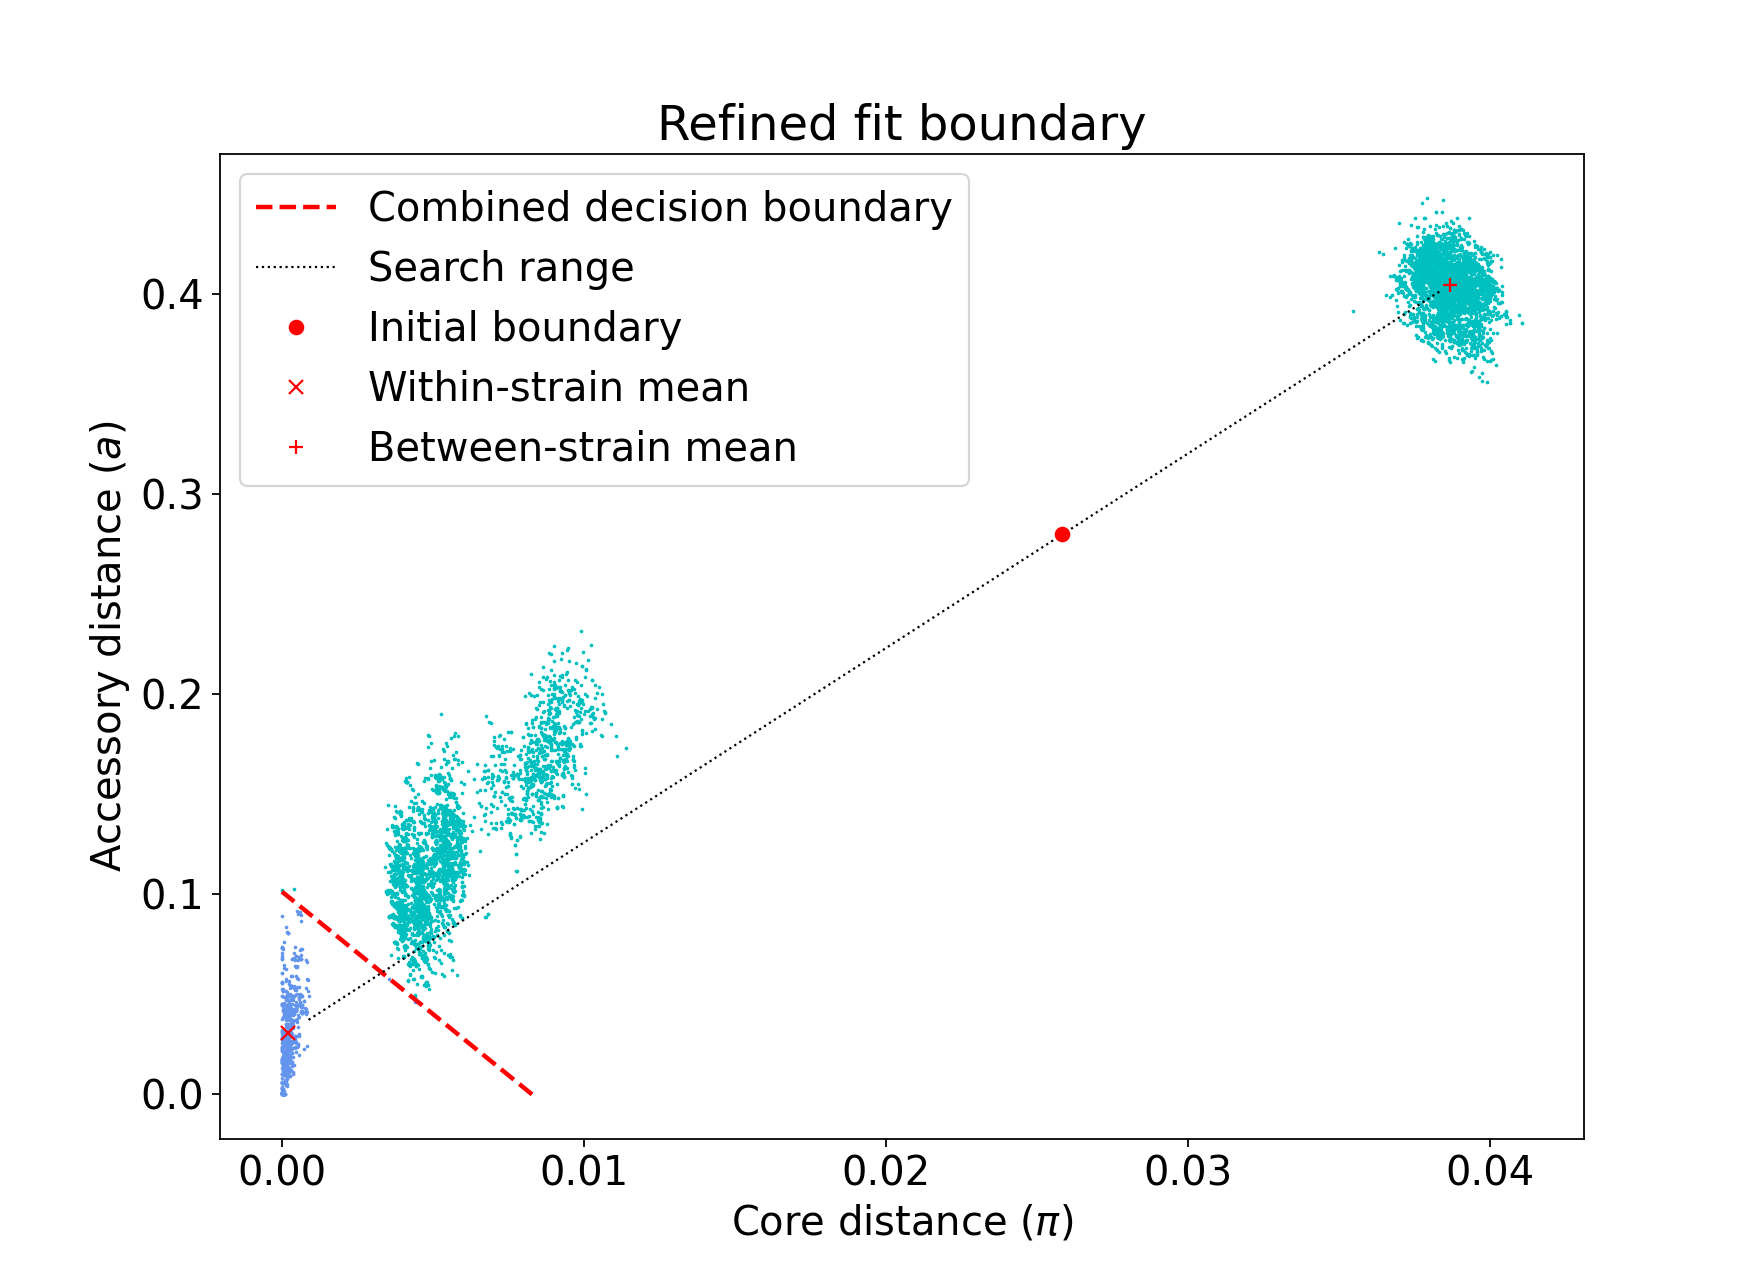 Refined fit boundary
Combined decision boundary
Search range
Initial boundary
Within-strain mean
Between-strain mean
Accessory distance (a)
0.4
0.3
0.2
0.1
0.0
0.00 0.01 0.02 0.03 0.04
Core distance (π)